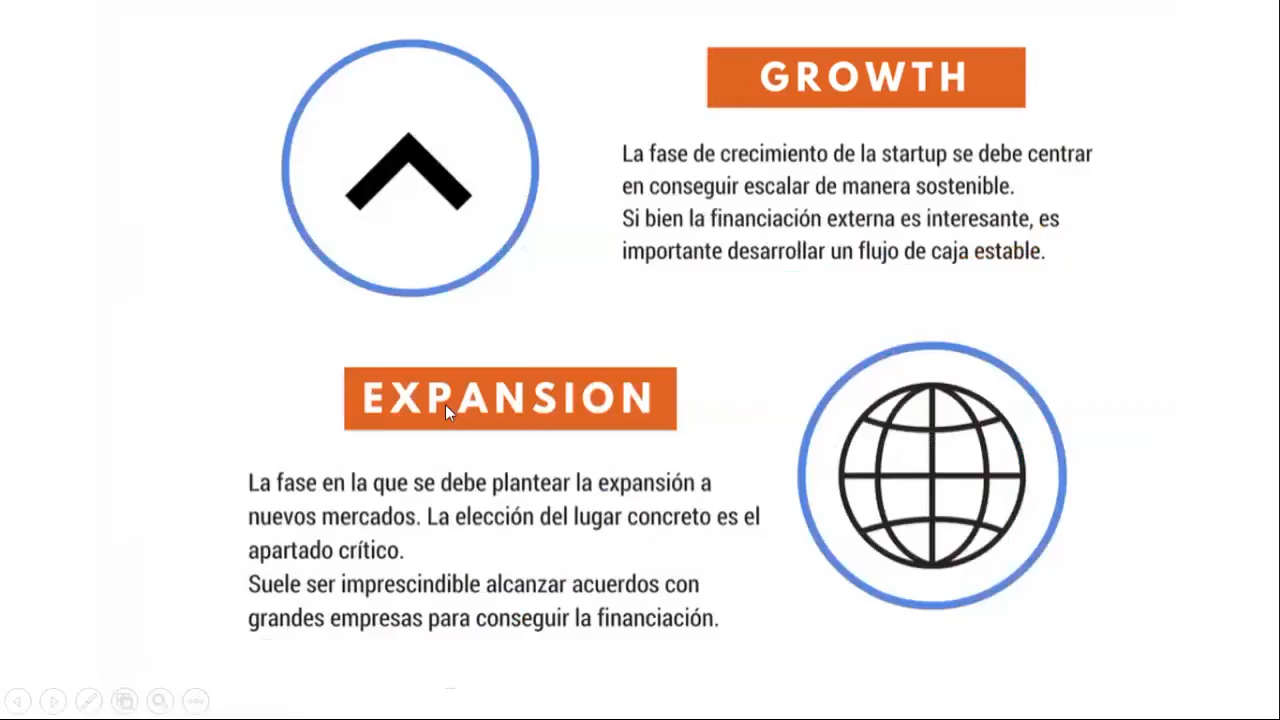 GROWTH
La fase de crecimiento de la startup se debe centrar
en conseguir escalar de manera sostenible.
Si bien la financiación externa es interesante, es
importante desarrollar un flujo de caja estable.
EXPANSION
La fase en la que se debe plantear la expansión a
nuevos mercados. La elección del lugar concreto es el
apartado crítico.
Suele ser imprescindible alcanzar acuerdos con
grandes empresas para conseguir la financiación.